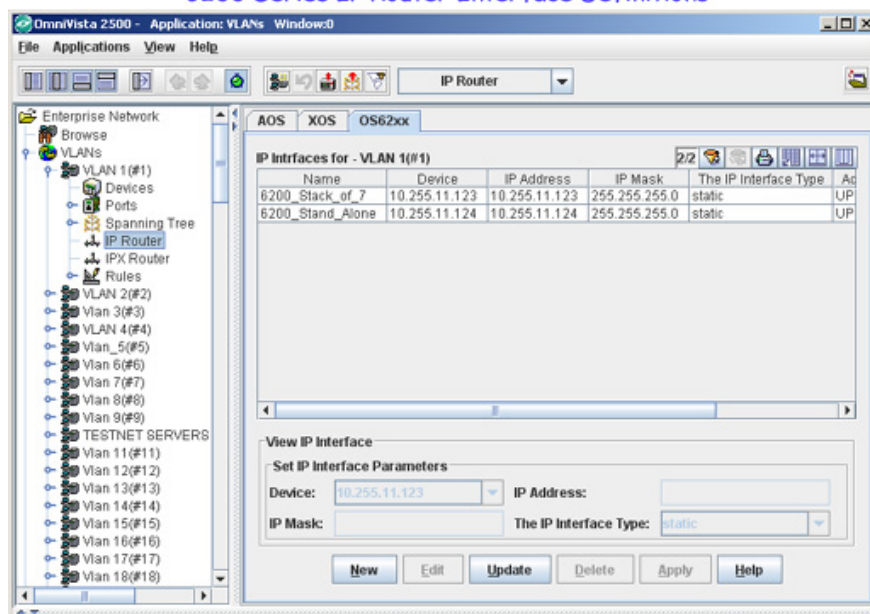 6200 Series IP Router Interface Definitions
OmniVista 2500 - Application: VLANs Window:0
File Applications View Help
IP Router
Enterprise Network
Browse
VLANs
VLAN 1(#1)
Devices
Ports
Spanning Tree
IP Router
IPX Router
Rules
VLAN 2(#2)
Vlan 3(#3)
VLAN 4(#4)
Vlan_5(#5)
Vlan 6(#6)
Vlan 7(#7)
Vlan 8(#8)
Vlan 9(#9)
TESTNET SERVERS
Vlan 11(#11)
Vlan 12(#12)
Vlan 13(#13)
Vlan 14(#14)
Vlan 15(#15)
Vlan 16(#16)
Vlan 17(#17)
Vlan 18(#18)
AOS XOS OS62xx
IP Intrfaces for - VLAN 1(#1) 2/2
Name Device IP Address IP Mask The IP Interface Type Ad
6200_Stack_of_7 10.255.11.123 10.255.11.123 255.255.255.0 static UP
6200_Stand_Alone 10.255.11.124 10.255.11.124 255.255.255.0 static UP
View IP Interface
Set IP Interface Parameters
Device: 10.255.11.123 IP Address:
IP Mask: The IP Interface Type: static
New Edit Update Delete Apply Help